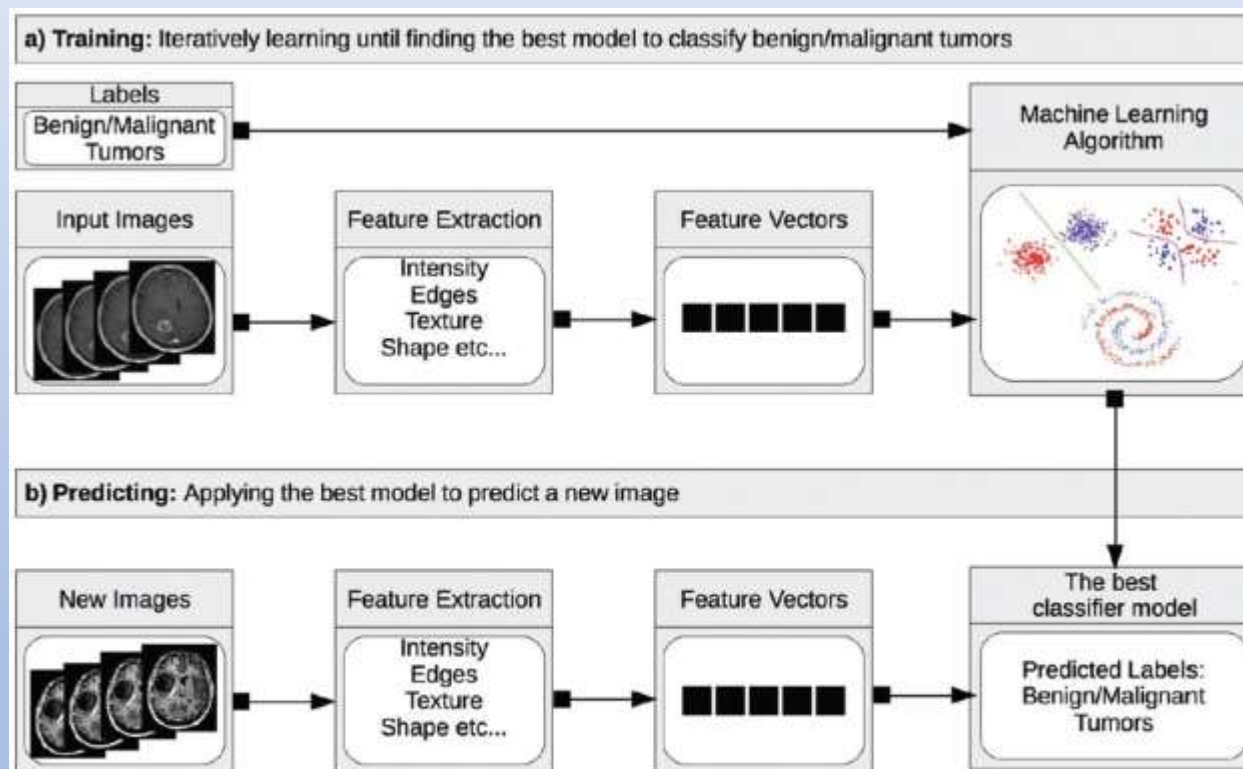 a) Training: Iteratively learning until finding the best model to classify benign/malignant tumors
Labels
Benign/Malignant
Tumors
Machine Learning
Algorithm
Input Images
Feature Extraction
Intensity
Edges
Texture
Shape etc...
Feature Vectors
b) Predicting: Applying the best model to predict a new image
New Images
Feature Extraction
Intensity
Edges
Texture
Shape etc...
Feature Vectors
The best
classifier model
Predicted Labels:
Benign/Malignant
Tumors